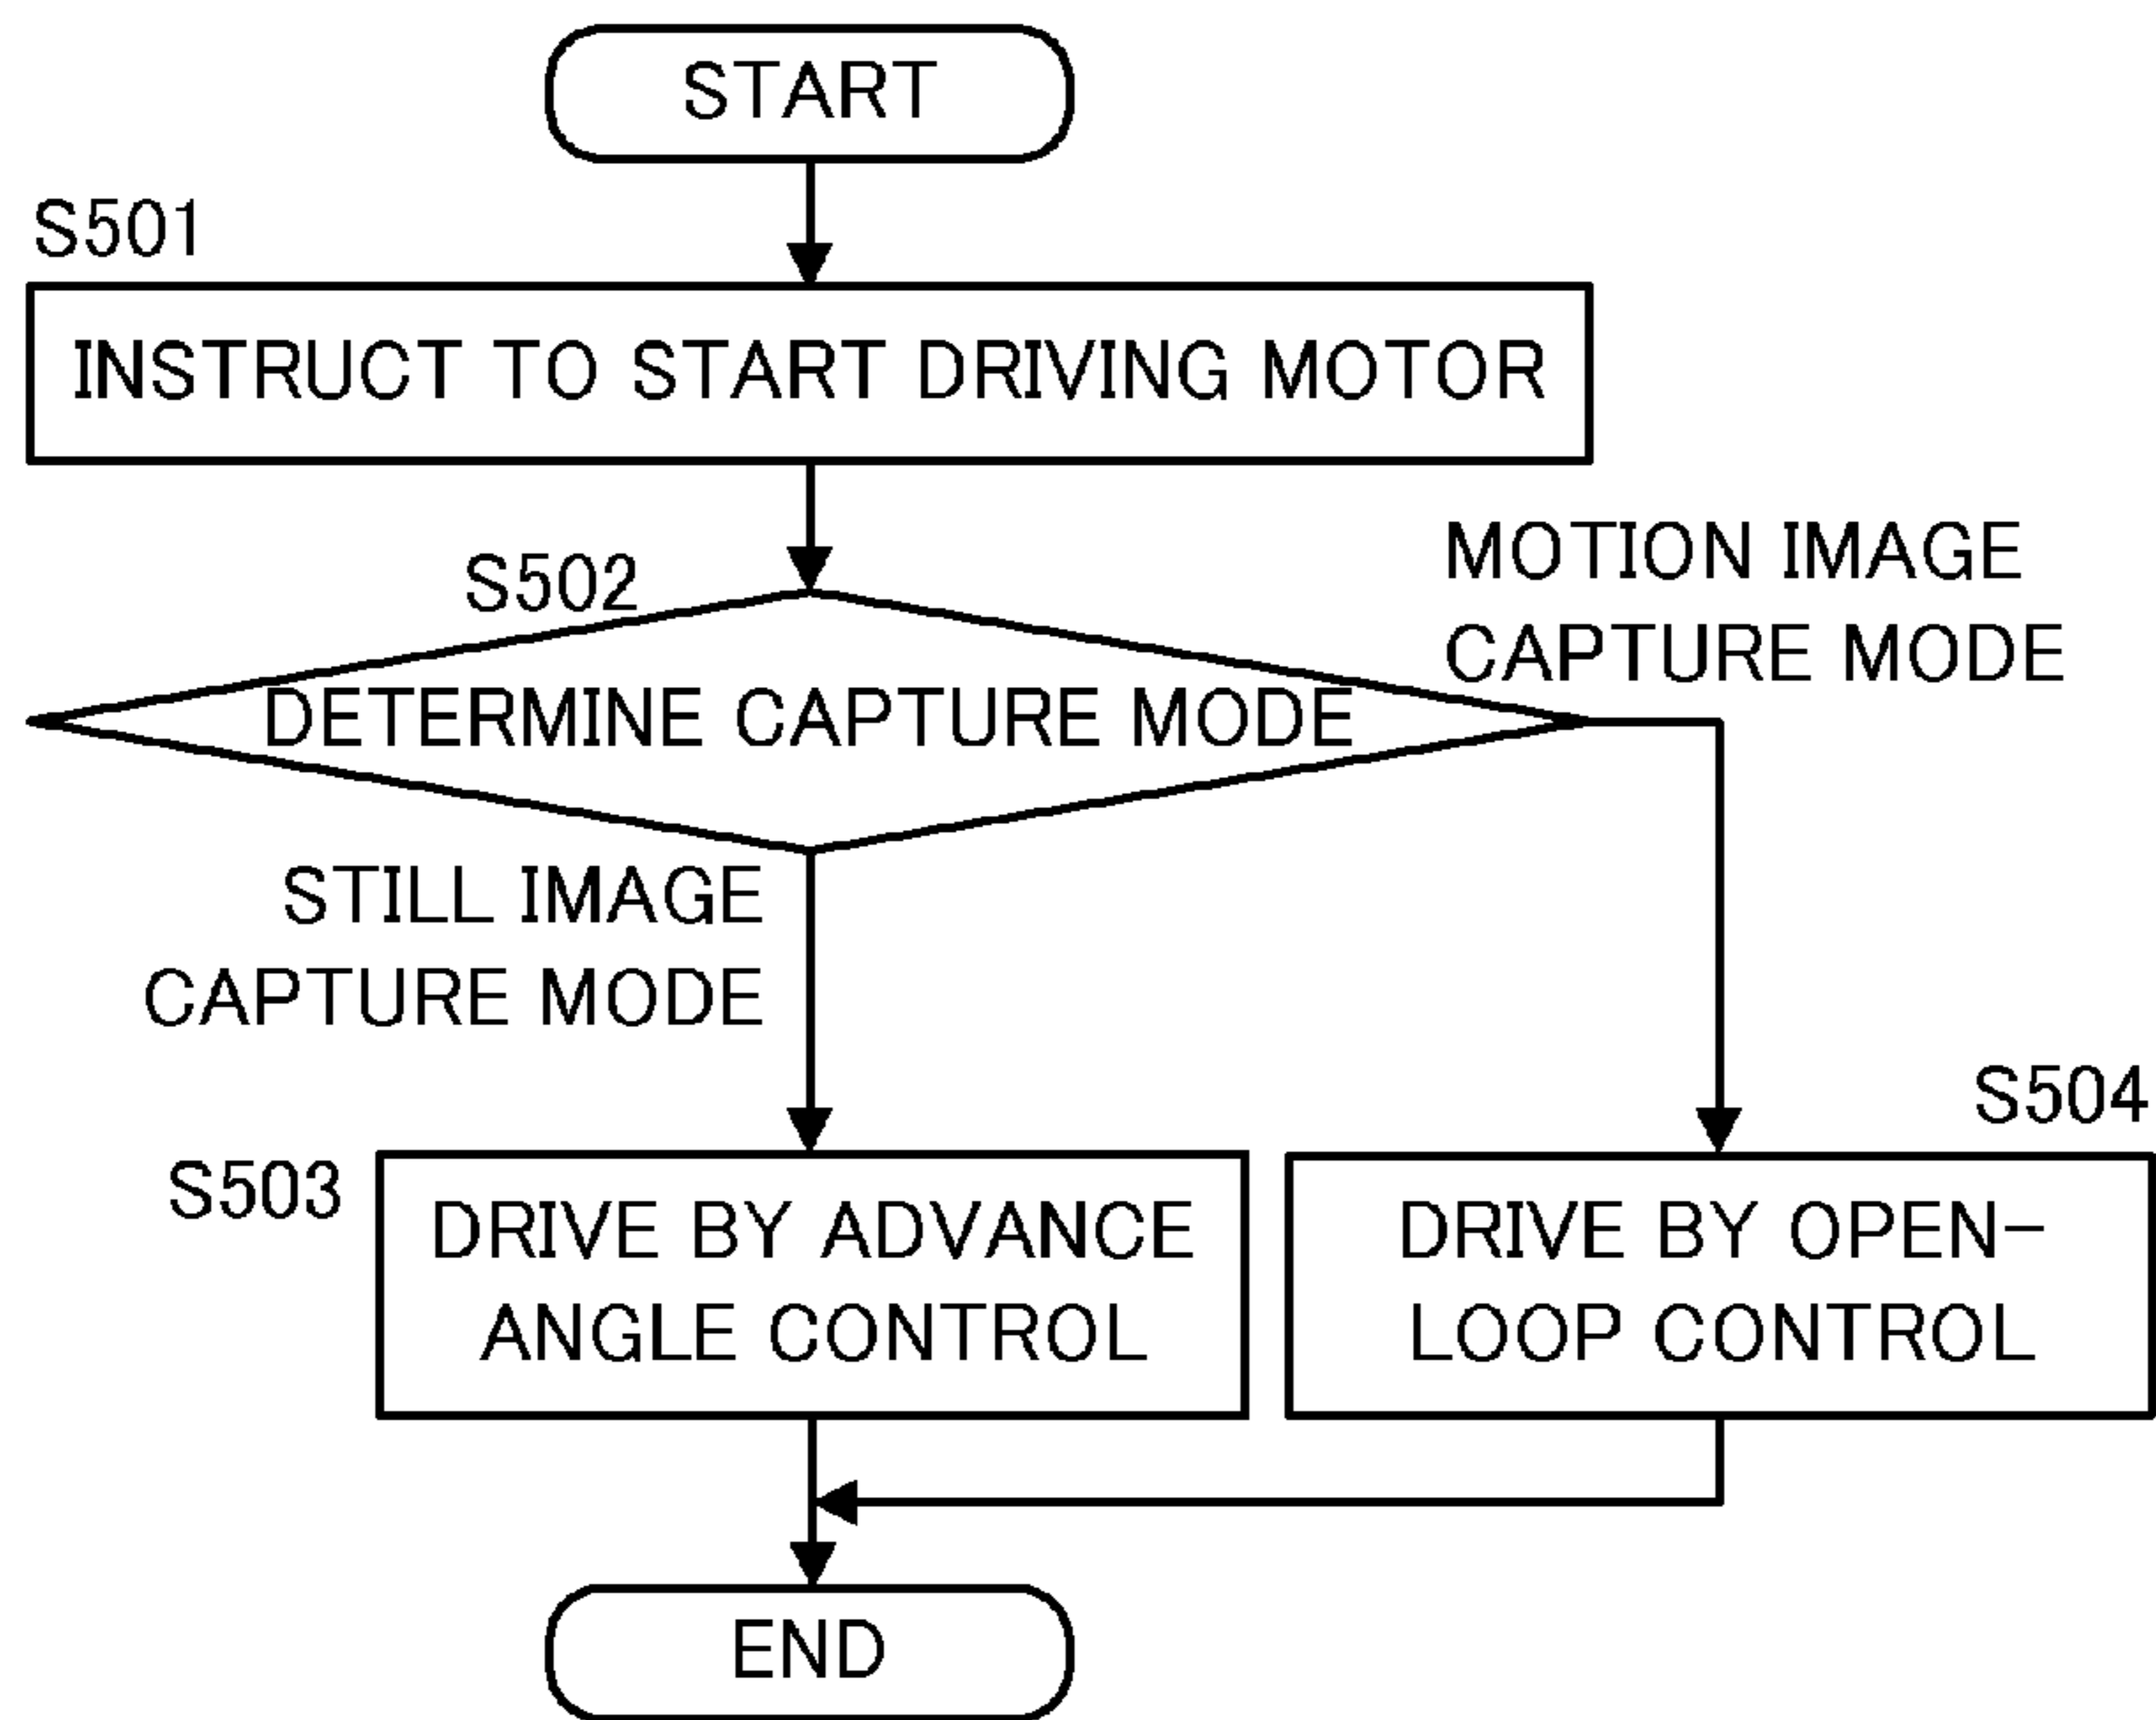 START
S501
INSTRUCT TO START DRIVING MOTOR
S502
MOTION IMAGE
CAPTURE MODE
DETERMINE CAPTURE MODE
STILL IMAGE
CAPTURE MODE
S503
DRIVE BY ADVANCE
ANGLE CONTROL
S504
DRIVE BY OPEN-
LOOP CONTROL
END